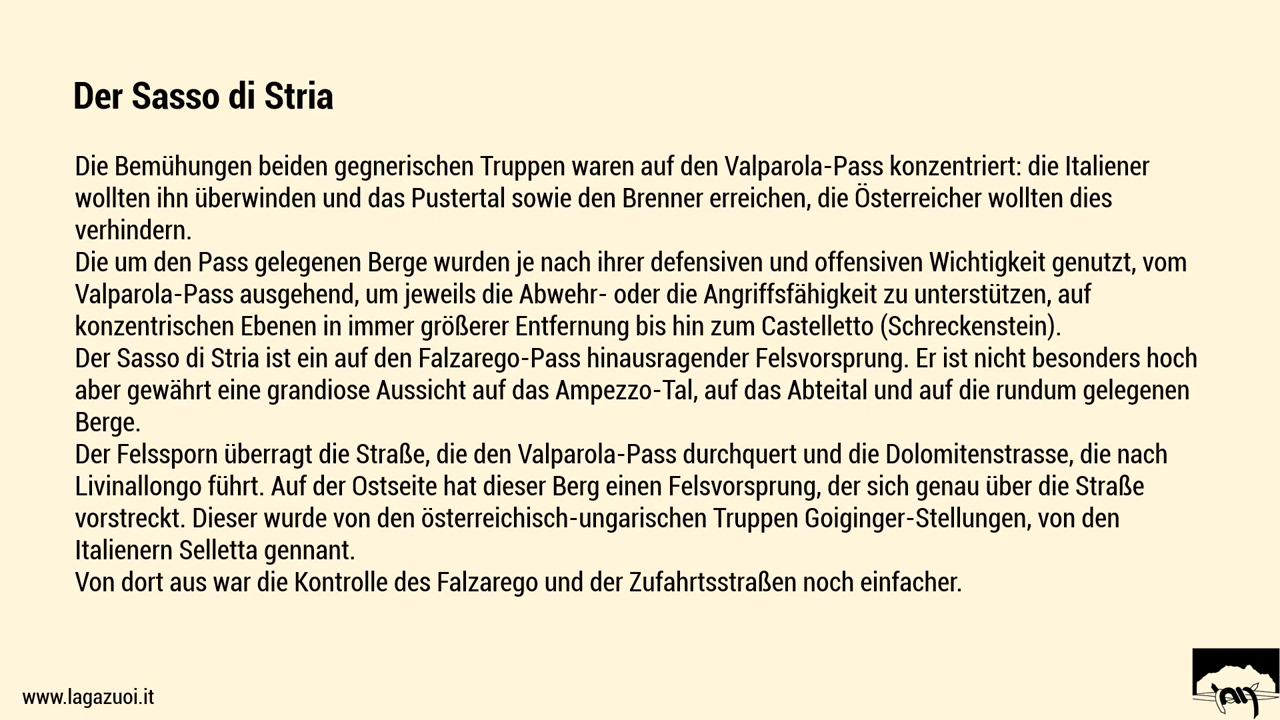 Der Sasso di Stria
Die Bemühungen beiden gegnerischen Truppen waren auf den Valparola-Pass konzentriert: die Italiener
wollten ihn überwinden und das Pustertal sowie den Brenner erreichen, die Österreicher wollten dies
verhindern.
Die um den Pass gelegenen Berge wurden je nach ihrer defensiven und offensiven Wichtigkeit genutzt, vom
Valparola-Pass ausgehend, um jeweils die Abwehr- oder die Angriffsfähigkeit zu unterstützen, auf
konzentrischen Ebenen in immer größerer Entfernung bis hin zum Castelletto (Schreckenstein).
Der Sasso di Stria ist ein auf den Falzarego-Pass hinausragender Felsvorsprung. Er ist nicht besonders hoch
aber gewährt eine grandiose Aussicht auf das Ampezzo-Tal, auf das Abteital und auf die rundum gelegenen
Berge.
Der Felssporn überragt die Straße, die den Valparola-Pass durchquert und die Dolomitenstrasse, die nach
Livinallongo führt. Auf der Ostseite hat dieser Berg einen Felsvorsprung, der sich genau über die Straße
vorstreckt. Dieser wurde von den österreichisch-ungarischen Truppen Goiginger-Stellungen, von den
Italienern Selletta gennant.
Von dort aus war die Kontrolle des Falzarego und der Zufahrtsstraßen noch einfacher.
www.lagazuoi.it